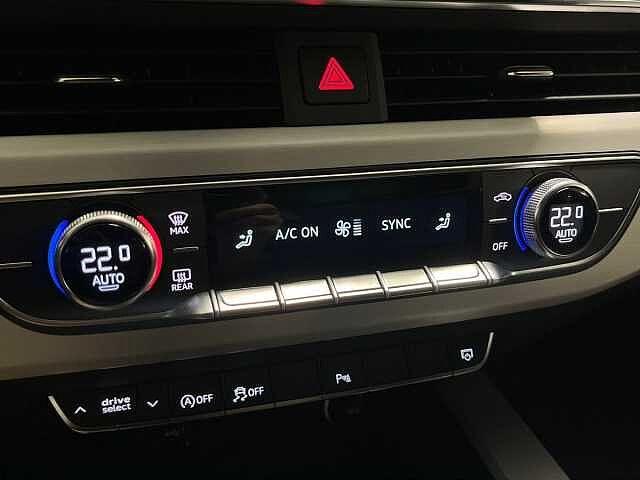 MAX
22.0
AUTO
REAR
A/C ON
SYNC
OFF
22.0
AUTO
drive
select
A OFF
OFF
P